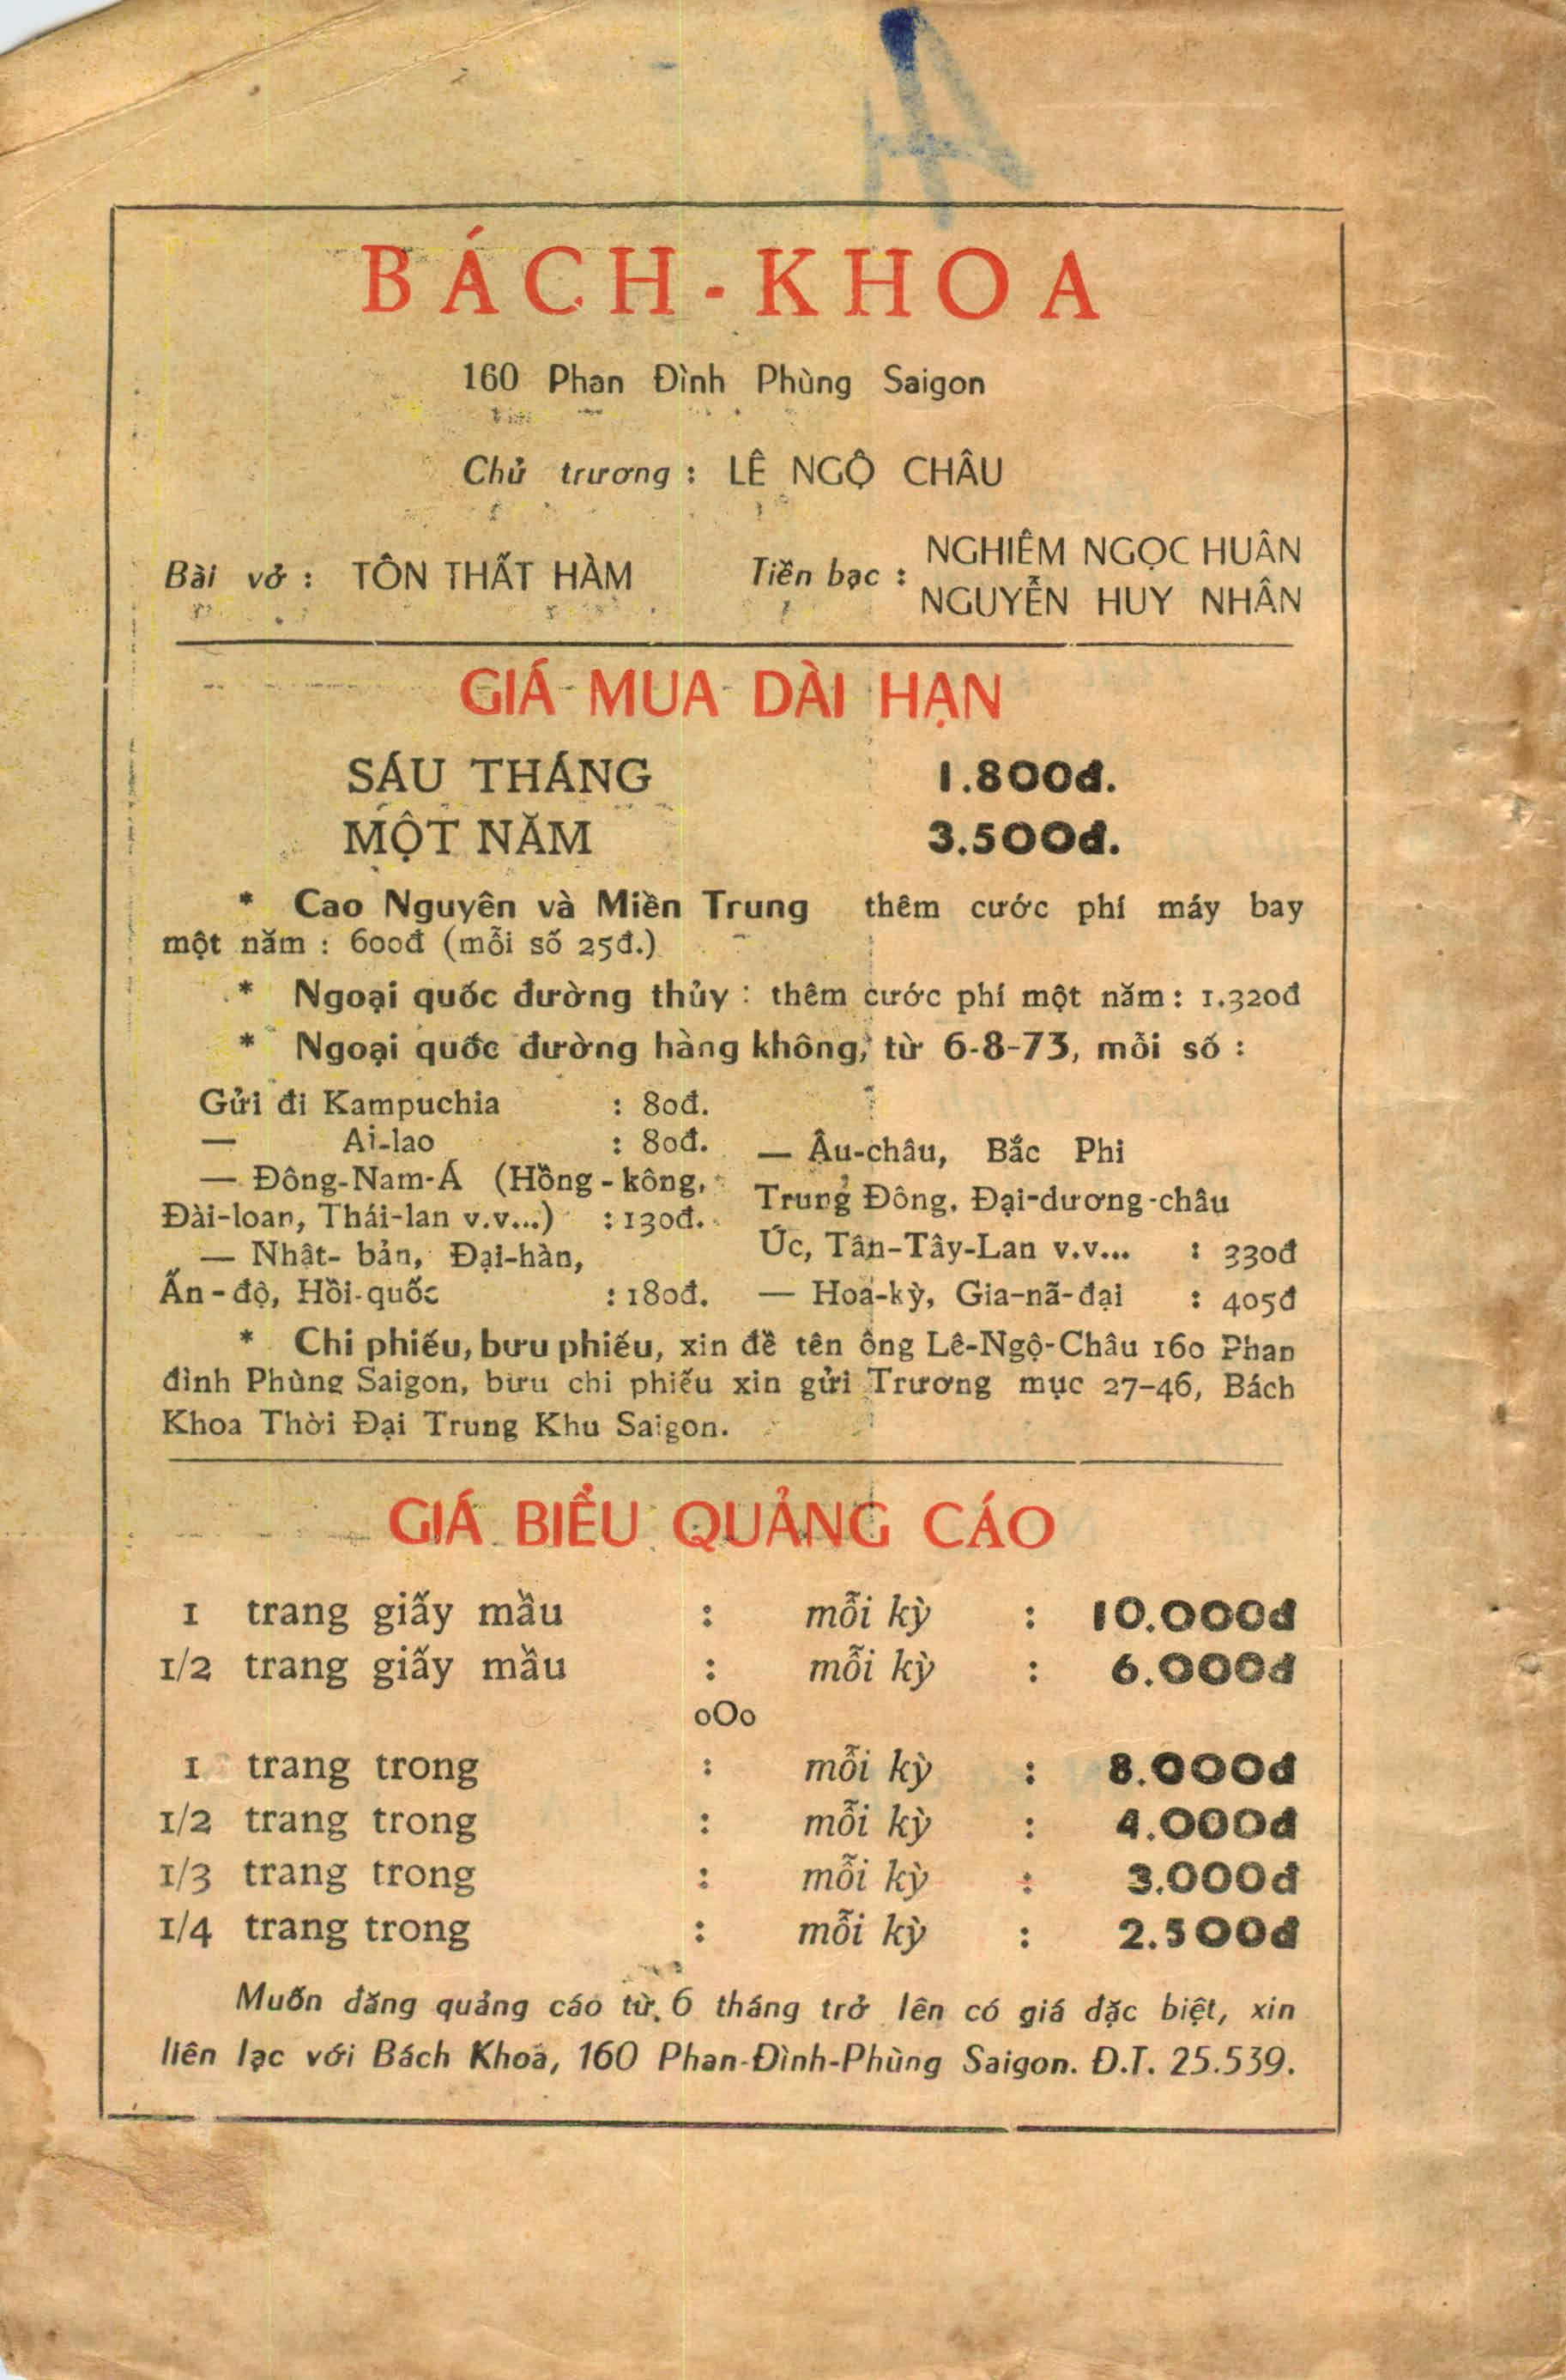 BÁCH-KHOA
160 Phan Đình Phùng Saigon
Chủ trương : LÊ NGỘ CHÂU
Bài vở : TÔN THẤT HÀM
Tiền bạc : NGHIÊM NGỌC HUÂN
NGUYỄN HUY NHÂN
GIÁ MUA DÀI HẠN
SÁU THÁNG 1.800đ.
MỘT NĂM 3.500đ.
* Cao Nguyên và Miền Trung thêm cước phí máy bay
một năm : 600đ (mỗi số 25đ.)
* Ngoại quốc đường thủy : thêm cước phí một năm : 1.320đ
* Ngoại quốc đường hàng không, từ 6-8-73, mỗi số :
Gửi đi Kampuchia : 80đ.
— Ai-lao : 80đ.
— Đông-Nam-Á (Hồng-kông,
Đài-loan, Thái-lan v.v...) : 130đ.
— Nhật-bản, Đại-hàn,
Ấn-độ, Hồi-quốc : 180đ.
— Âu-châu, Bắc Phi
Trung Đông, Đại-dương-châu
Úc, Tân-Tây-Lan v.v... : 330đ
— Hoa-kỳ, Gia-nã-đại : 405đ
* Chi phiếu, bưu phiếu, xin đề tên ông Lê-Ngộ-Châu 160 Phan
đình Phùng Saigon, bưu chi phiếu xin gửi Trương mục 27-46, Bách
Khoa Thời Đại Trung Khu Saigon.
GIÁ BIỂU QUẢNG CÁO
1 trang giấy mầu : mỗi kỳ : 10.000đ
1/2 trang giấy mầu : mỗi kỳ : 6.000đ
oOo
1 trang trong : mỗi kỳ : 8.000đ
1/2 trang trong : mỗi kỳ : 4.000đ
1/3 trang trong : mỗi kỳ : 3.000đ
1/4 trang trong : mỗi kỳ : 2.500đ
Muốn đăng quảng cáo từ 6 tháng trở lên có giá đặc biệt, xin
liên lạc với Bách Khoa, 160 Phan-Đình-Phùng Saigon. Đ.T. 25.539.